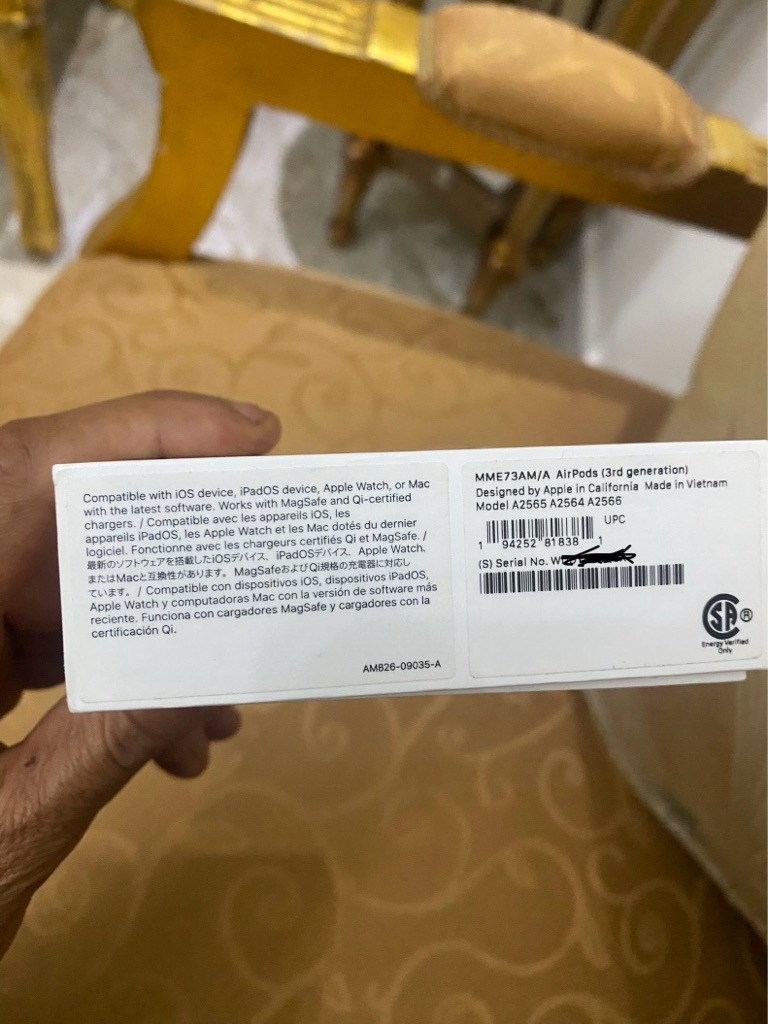 Compatible with iOS device, iPadOS device, Apple Watch, or Mac
with the latest software. Works with MagSafe and Qi-certified
chargers. / Compatible avec les appareils iOS, les
appareils iPadOS, les Apple Watch et les Mac dotés du dernier
logiciel. Fonctionne avec les chargeurs certifiés Qi et MagSafe. /
最新のソフトウェアを搭載したiOSデバイス、iPadOSデバイス、Apple Watch、
またはMacと互換性があります。MagSafeおよびQi規格の充電器に対応し
ています。/ Compatible con dispositivos iOS, dispositivos iPadOS,
Apple Watch y computadoras Mac con la versión de software más
reciente. Funciona con cargadores MagSafe y cargadores con la
certificación Qi.
AM826-09035-A
MME73AM/A AirPods (3rd generation)
Designed by Apple in California Made in Vietnam
Model A2565 A2564 A2566
UPC
1 94252 81838 1
(S) Serial No.
SA ®
Energy Verified
Only